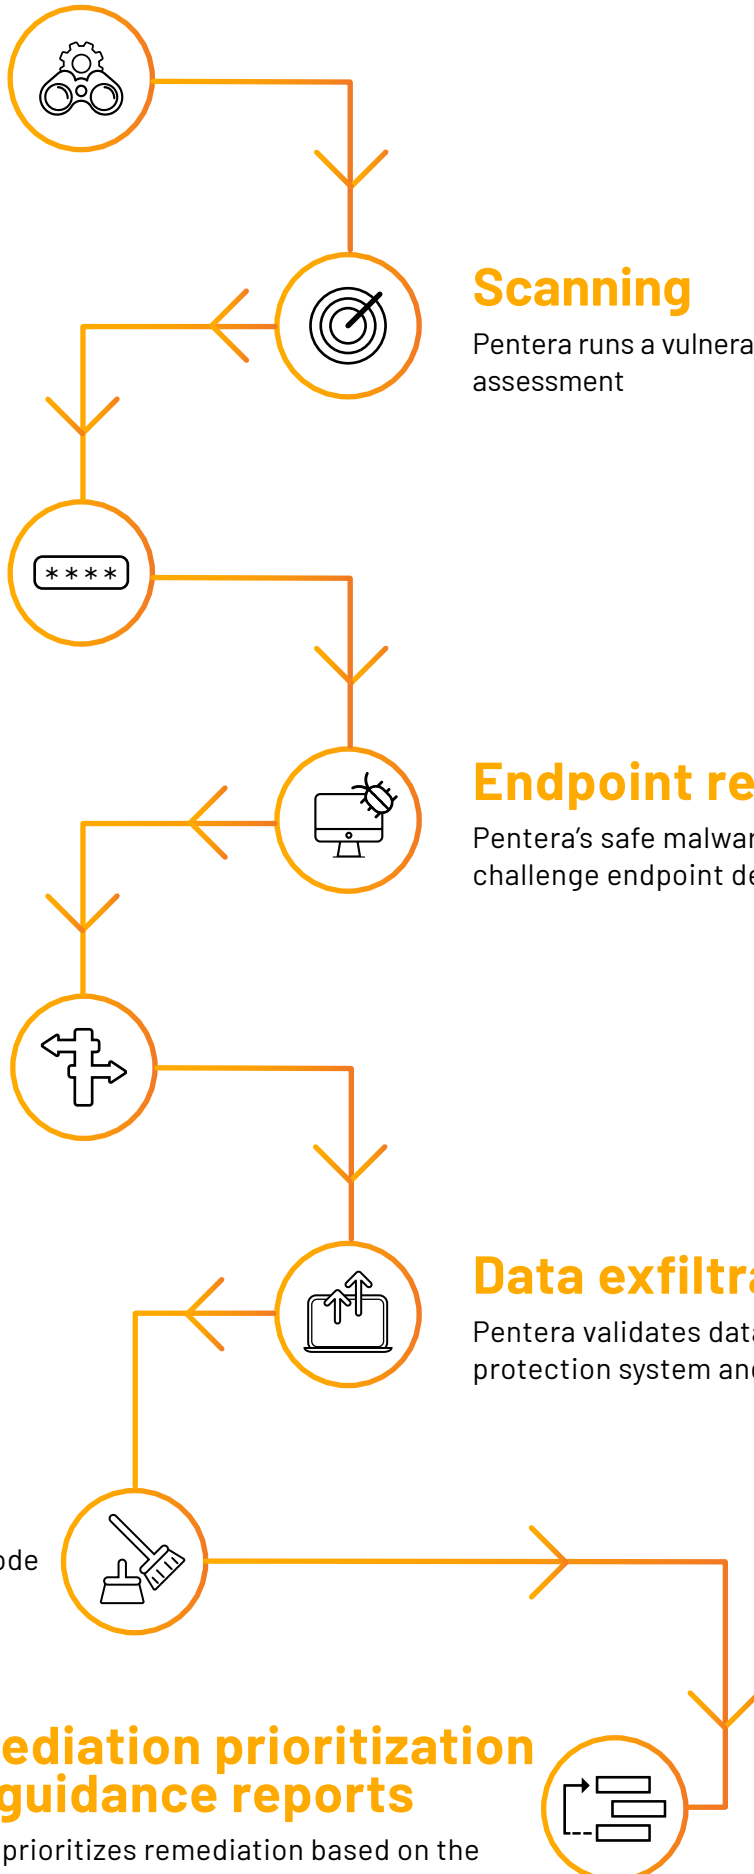 Scanning
Pentera runs a vulnera
assessment
****
Endpoint re
Pentera's safe malwar
challenge endpoint de
Data exfiltra
Pentera validates data
protection system and
ode
ediation prioritization
guidance reports
prioritizes remediation based on the